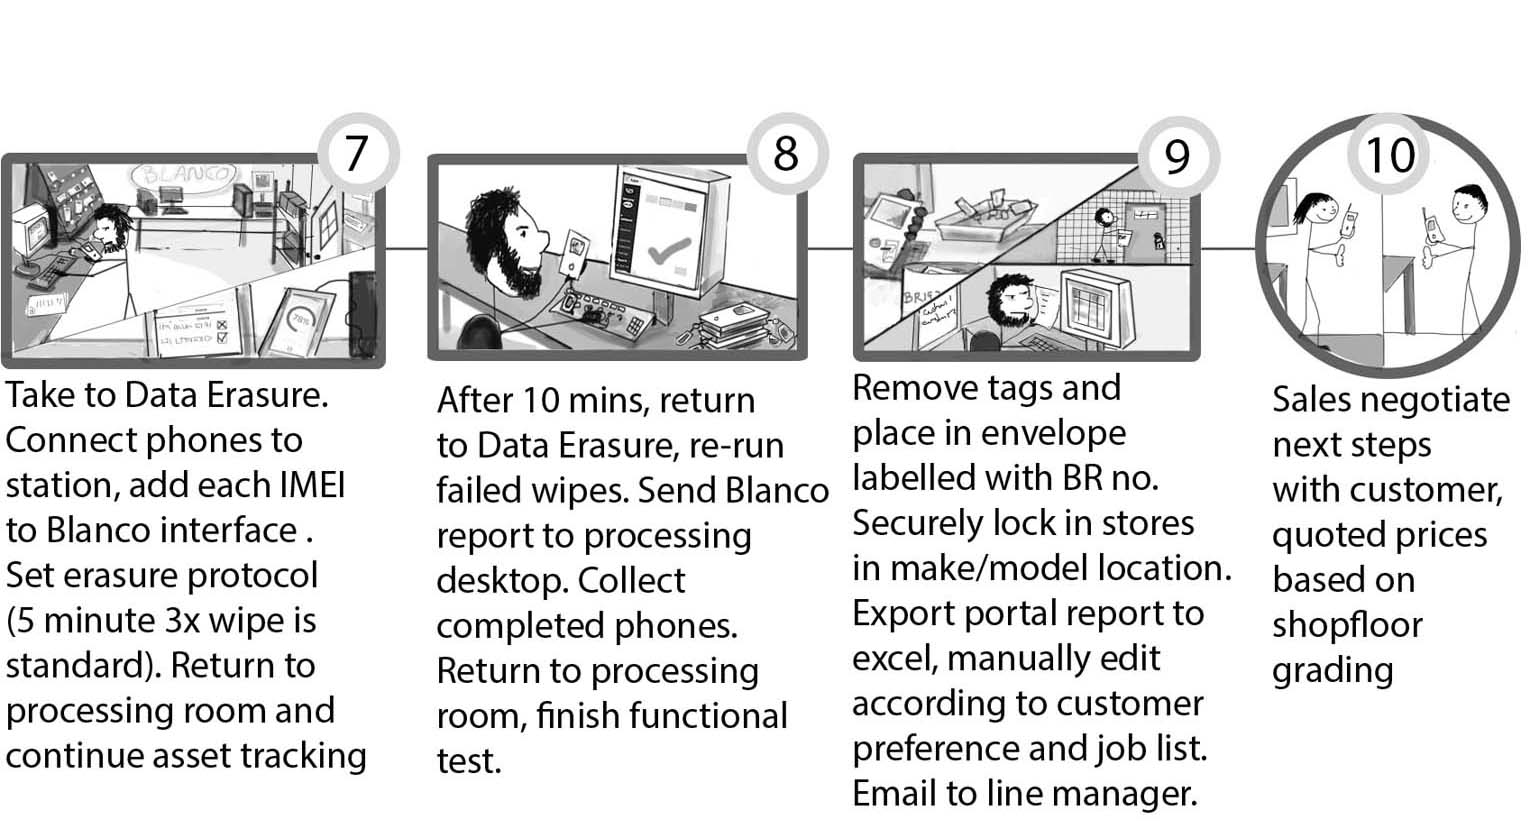 7
BLANCO
78%
Take to Data Erasure.
Connect phones to
station, add each IMEI
to Blanco interface .
Set erasure protocol
(5 minute 3x wipe is
standard). Return to
processing room and
continue asset tracking
8
After 10 mins, return
to Data Erasure, re-run
failed wipes. Send Blanco
report to processing
desktop. Collect
completed phones.
Return to processing
room, finish functional
test.
9
Remove tags and
place in envelope
labelled with BR no.
Securely lock in stores
in make/model location.
Export portal report to
excel, manually edit
according to customer
preference and job list.
Email to line manager.
10
Sales negotiate
next steps
with customer,
quoted prices
based on
shopfloor
grading